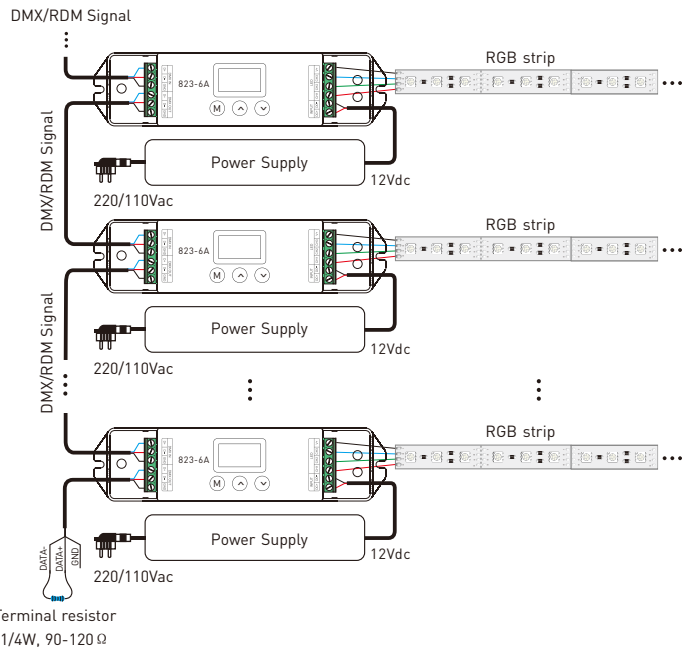 DMX/RDM Signal
RGB strip
823-6A
M
DMX/RDM Signal
Power Supply
12Vdc
220/110Vac
RGB strip
823-6A
M
DMX/RDM Signal
Power Supply
12Vdc
220/110Vac
RGB strip
823-6A
M
Power Supply
12Vdc
220/110Vac
DATA-
DATA+
GND
Terminal resistor
1/4W, 90-120Ω